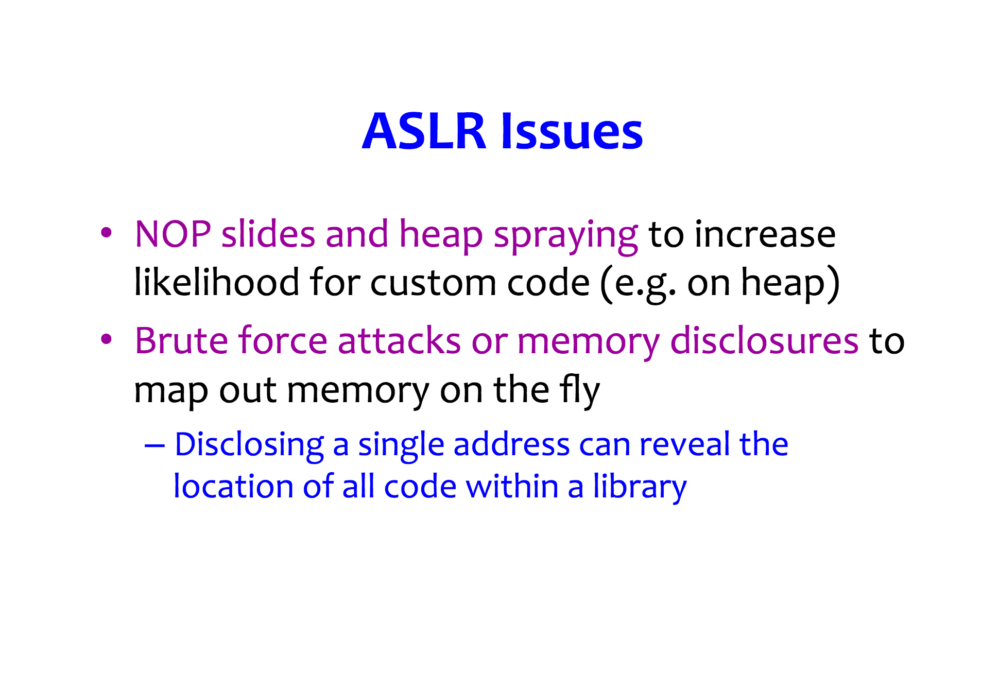 ASLR Issues
• NOP slides and heap spraying to increase
likelihood for custom code (e.g. on heap)
• Brute force attacks or memory disclosures to
map out memory on the fly
– Disclosing a single address can reveal the
location of all code within a library